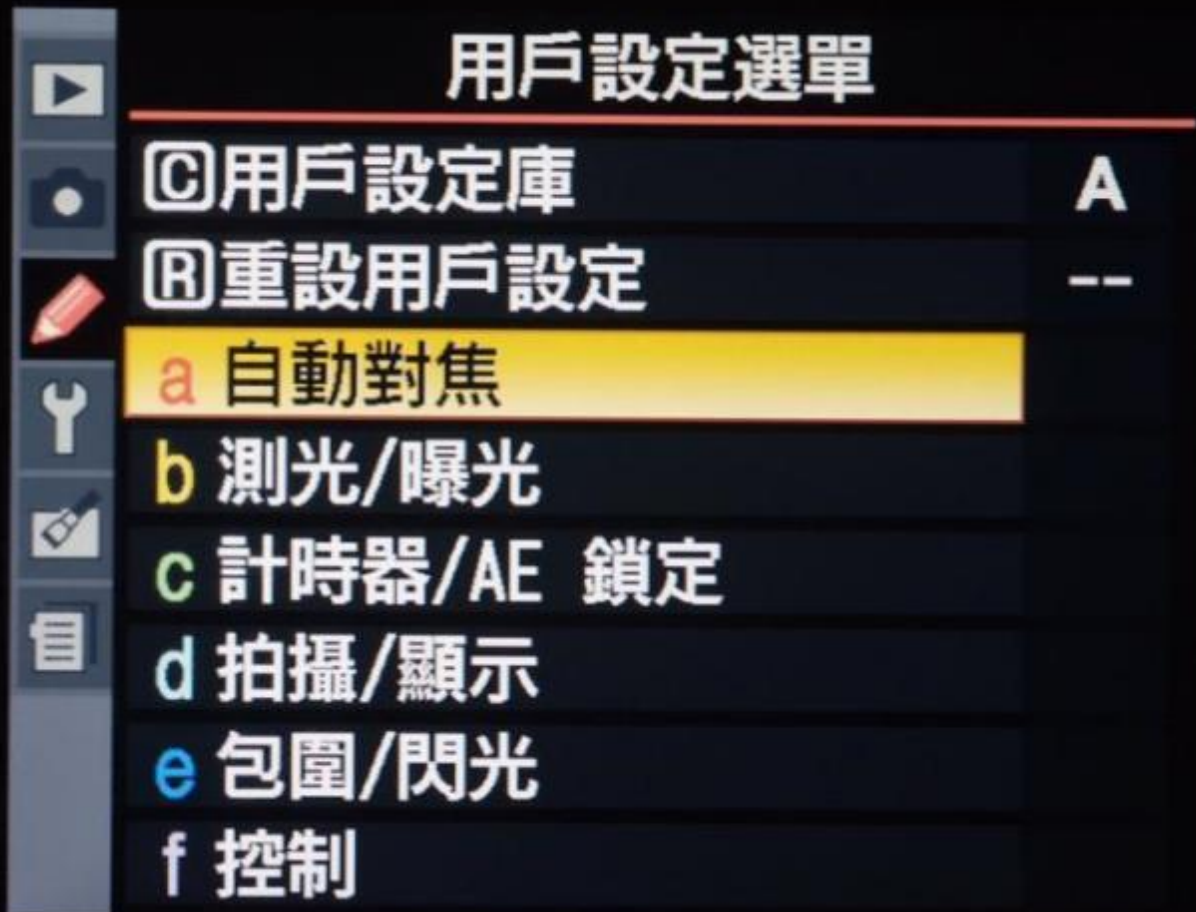 用戶設定選單
C用戶設定庫 A
R重設用戶設定 --
a 自動對焦
b 測光/曝光
c 計時器/AE 鎖定
d 拍攝/顯示
e 包圍/閃光
f 控制